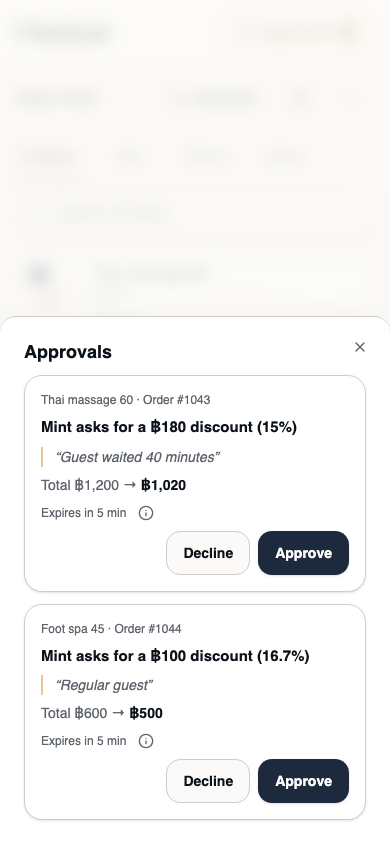 Approvals
Thai massage 60 · Order #1043
Mint asks for a ฿180 discount (15%)
“Guest waited 40 minutes”
Total ฿1,200 → ฿1,020
Expires in 5 min
Decline
Approve
Foot spa 45 · Order #1044
Mint asks for a ฿100 discount (16.7%)
“Regular guest”
Total ฿600 → ฿500
Expires in 5 min
Decline
Approve